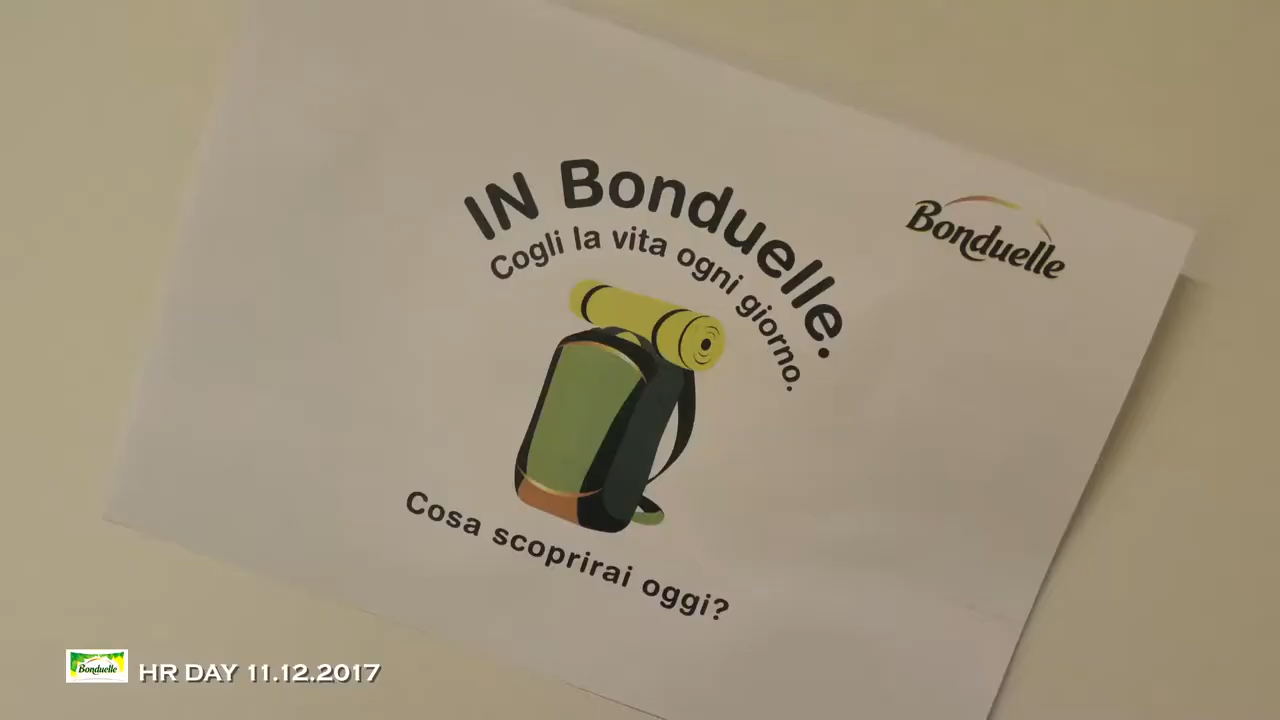 IN Bonduelle.
Cogli la vita ogni giorno.
Bonduelle
Cosa scoprirai oggi?
Bonduelle
HR DAY 11.12.2017